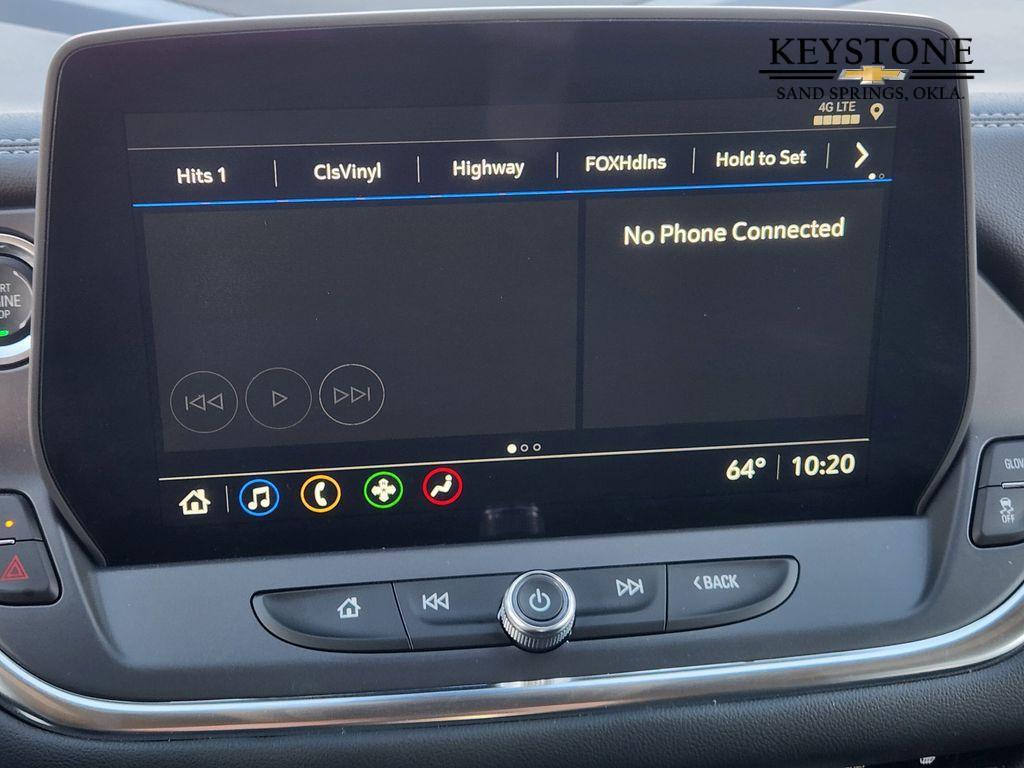 KEYSTONE
SAND SPRINGS, OKLA.
4G LTE
Hits 1 ClsVinyl Highway FOXHdlns Hold to Set
No Phone Connected
64° 10:20
BACK
OFF